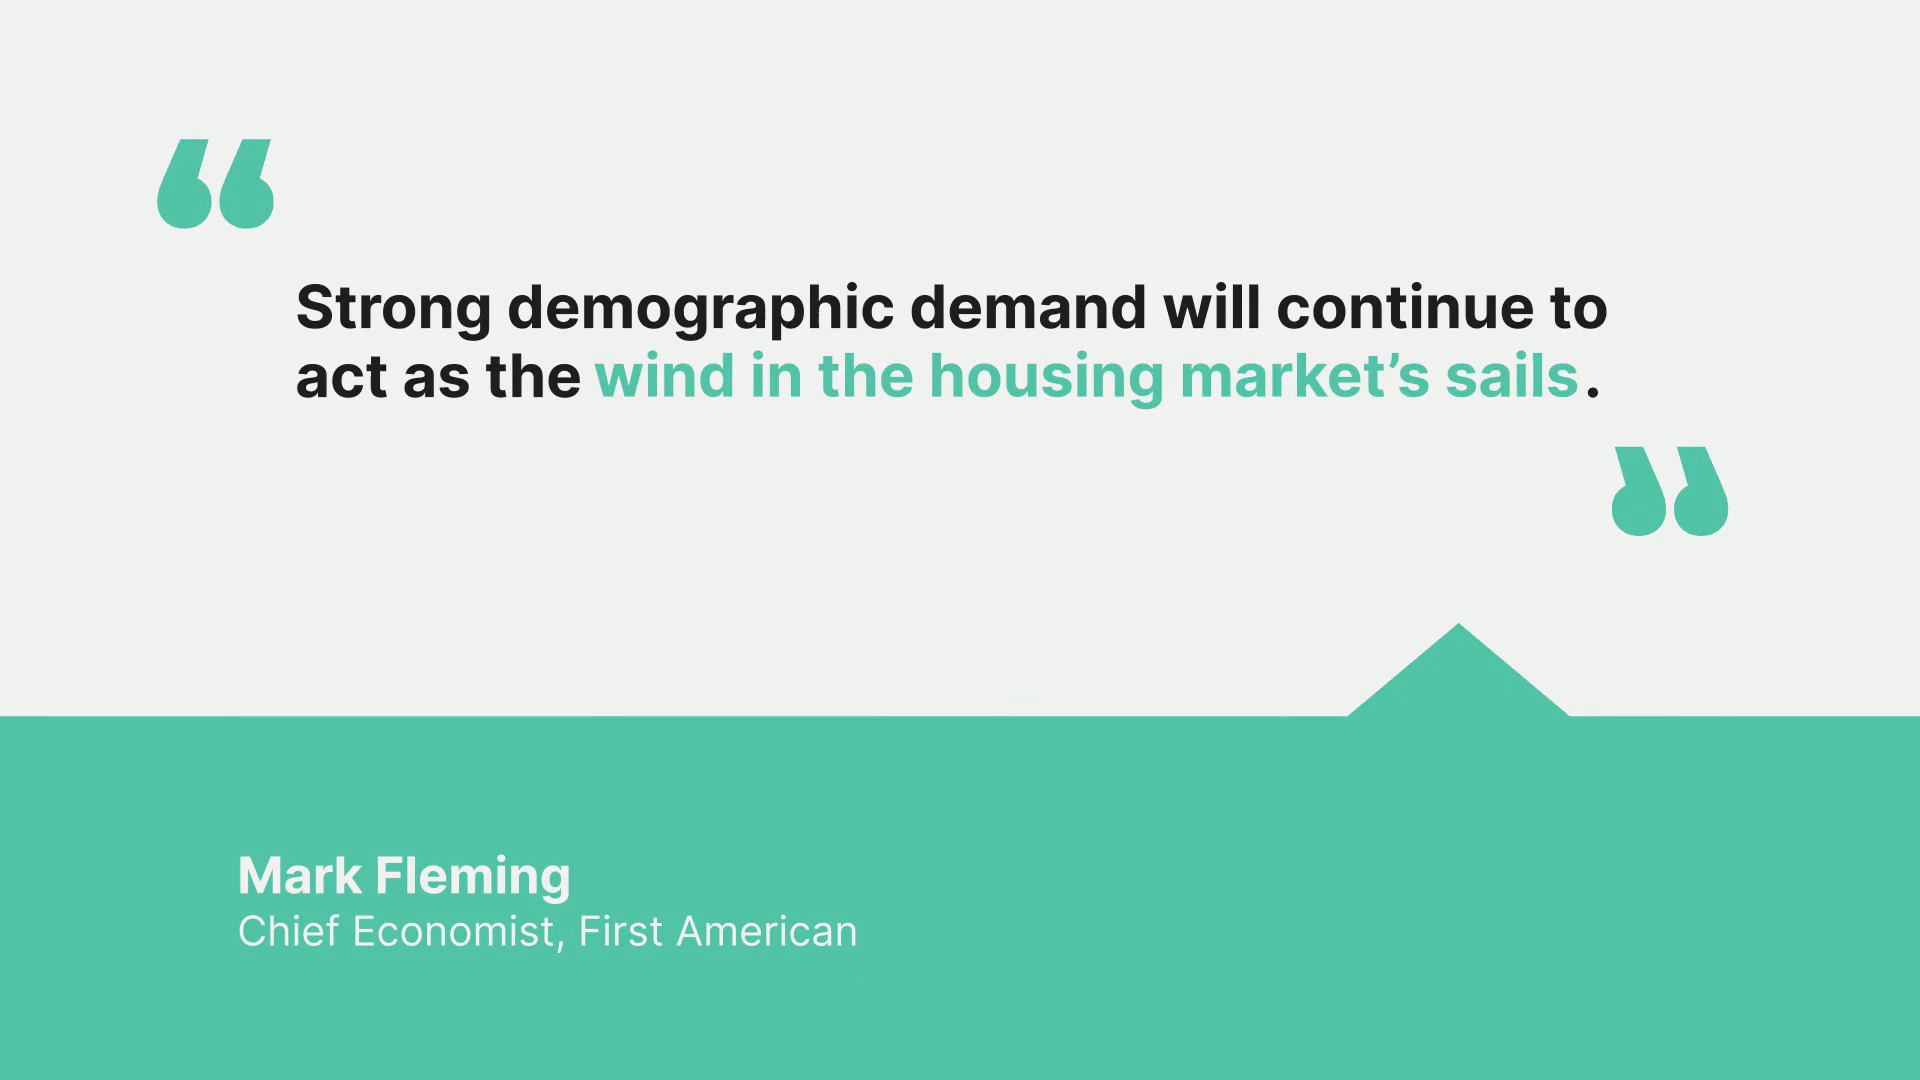 “
Strong demographic demand will continue to
act as the wind in the housing market’s sails.
”
Mark Fleming
Chief Economist, First American